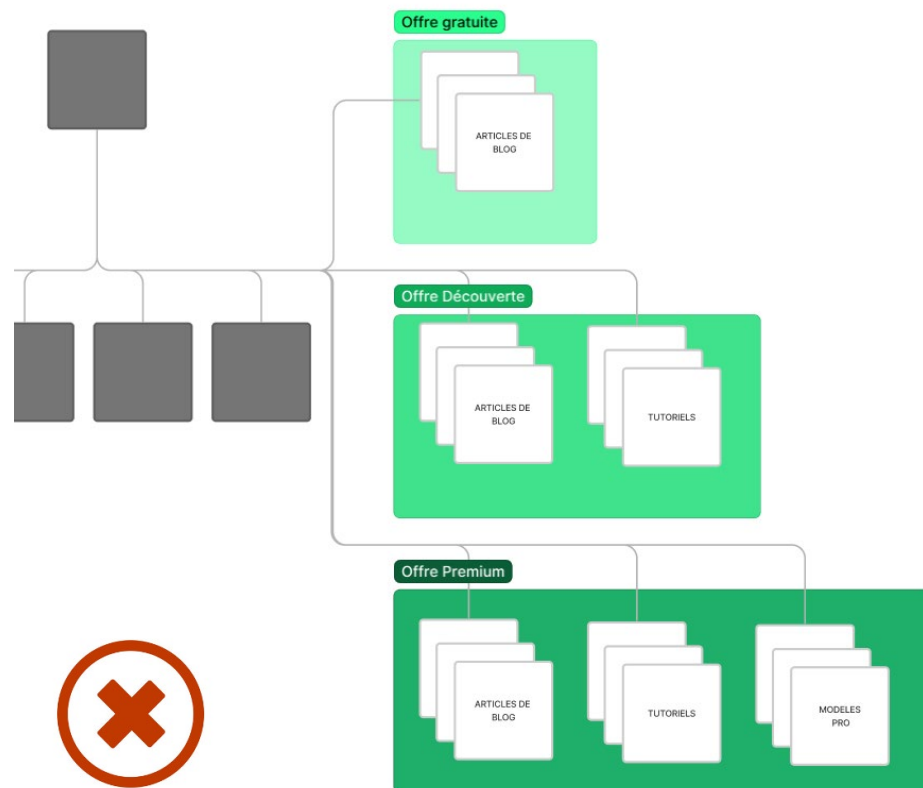 Offre gratuite
ARTICLES DE
BLOG
Offre Découverte
ARTICLES DE
BLOG
TUTORIELS
Offre Premium
ARTICLES DE
BLOG
TUTORIELS
MODELES
PRO